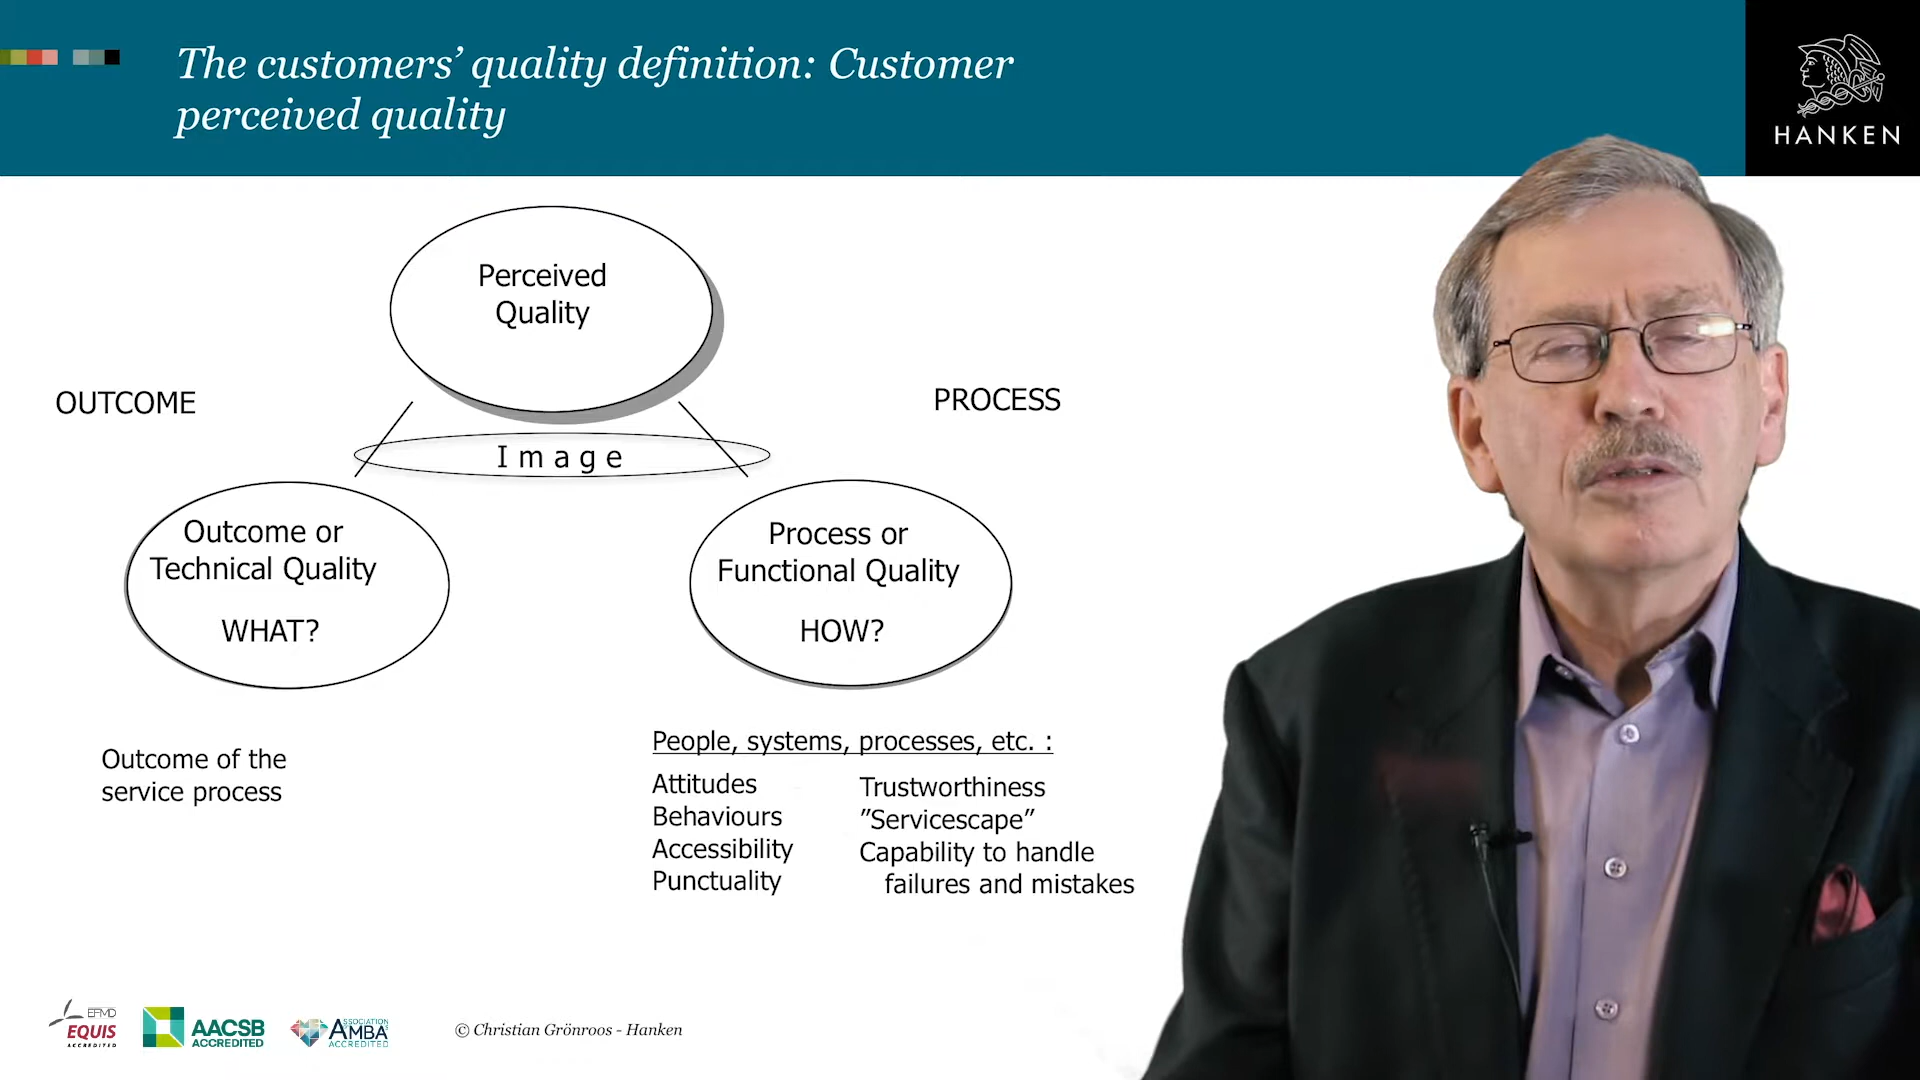 The customers’ quality definition: Customer
perceived quality
HANKEN
Perceived
Quality
OUTCOME
PROCESS
Image
Outcome or
Technical Quality
WHAT?
Process or
Functional Quality
HOW?
Outcome of the
service process
People, systems, processes, etc. :
Attitudes
Behaviours
Accessibility
Punctuality
Trustworthiness
”Servicescape”
Capability to handle
failures and mistakes
EFMD
EQUIS
ACCREDITED
AACSB
ACCREDITED
ASSOCIATION
AMBA
ACCREDITED
© Christian Grönroos - Hanken